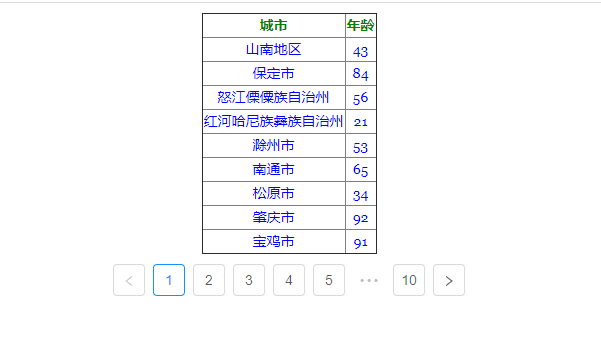 城市 年龄
山南地区 43
保定市 84
怒江傈僳族自治州 56
红河哈尼族彝族自治州 21
滁州市 53
南通市 65
松原市 34
肇庆市 92
宝鸡市 91
< 1 2 3 4 5 ••• 10 >